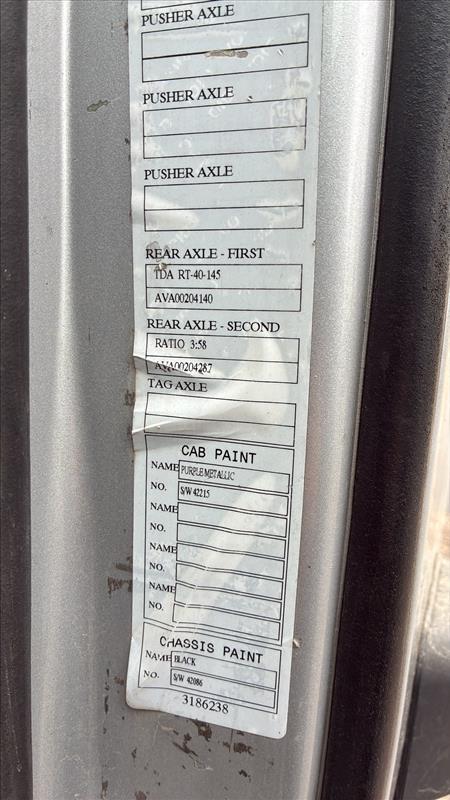 PUSHER AXLE
PUSHER AXLE
PUSHER AXLE
REAR AXLE - FIRST
TDA RT-40-145
AVA00204140
REAR AXLE - SECOND
RATIO 3:58
AVA00204287
TAG AXLE
CAB PAINT
NAME PURPLE METALLIC
NO. S/W 42215
NAME
NO.
NAME
NO.
NAME
NO.
CHASSIS PAINT
NAME BLACK
NO. S/W 42086
3186238